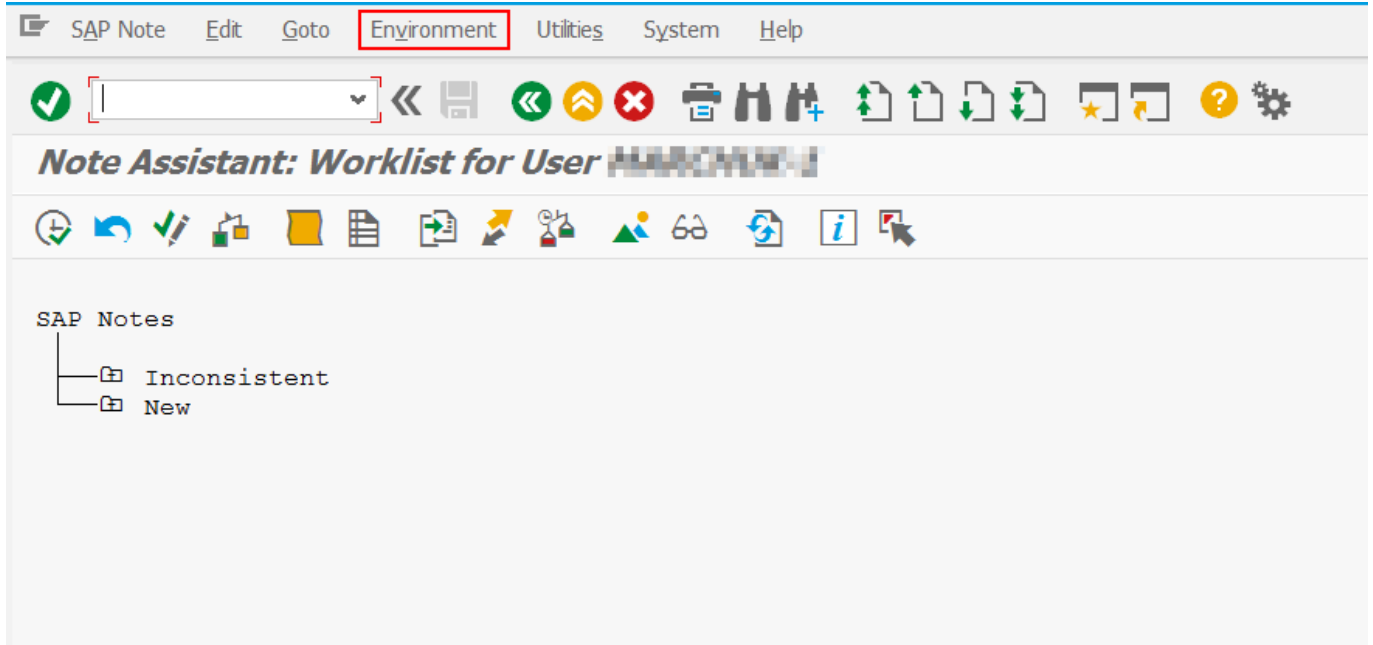 SAP Note Edit Goto Environment Utilities System Help
Note Assistant: Worklist for User
SAP Notes
Inconsistent
New